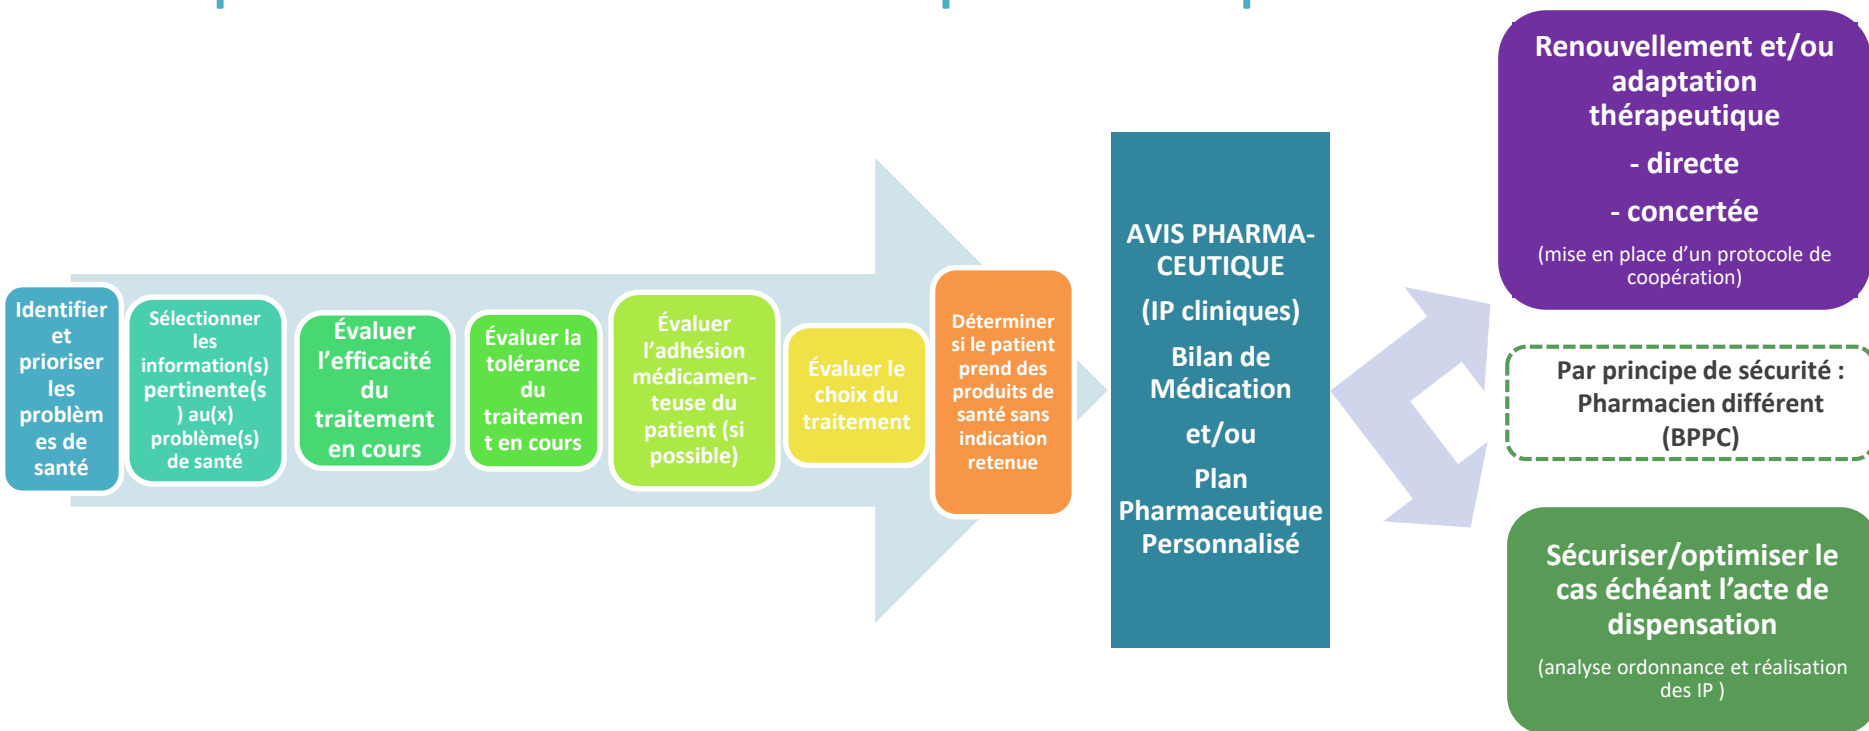 Identifier
et
prioriser
les
problèm
es de
santé
Sélectionner
les
information(s)
pertinente(s
) au(x)
problème(s)
de santé
Évaluer
l'efficacité
du
traitement
en cours
Évaluer la
tolérance
du
traitemen
t en cours
Évaluer
l'adhésion
médicamen-
teuse du
patient (si
possible)
Évaluer le
choix du
traitement
Déterminer
si le patient
prend des
produits de
santé sans
indication
retenue
AVIS PHARMA-
CEUTIQUE
(IP cliniques)
Bilan de
Médication
et/ou
Plan
Pharmaceutique
Personnalisé
Renouvellement et/ou
adaptation
thérapeutique
- directe
- concertée
(mise en place d'un protocole de
coopération)
Par principe de sécurité :
Pharmacien différent
(BPPC)
Sécuriser/optimiser le
cas échéant l'acte de
dispensation
(analyse ordonnance et réalisation
des IP )